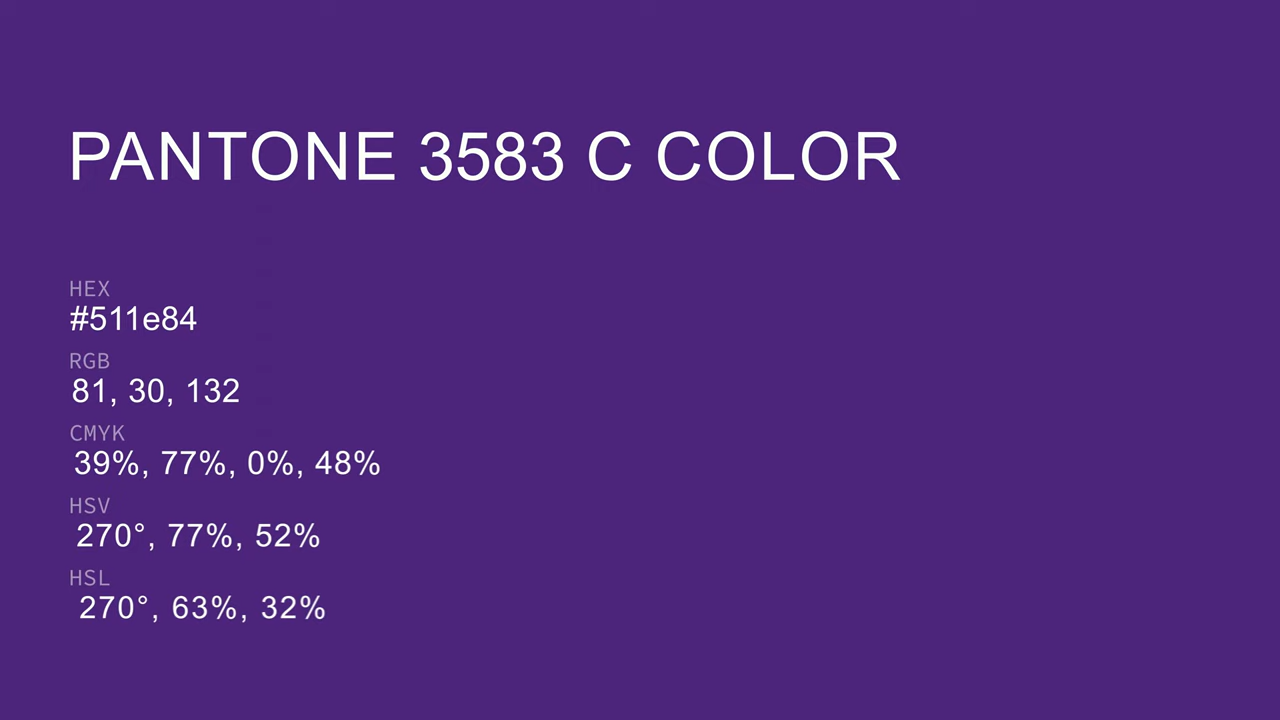 PANTONE 3583 C COLOR
HEX
#511e84
RGB
81, 30, 132
CMYK
39%, 77%, 0%, 48%
HSV
270°, 77%, 52%
HSL
270°, 63%, 32%